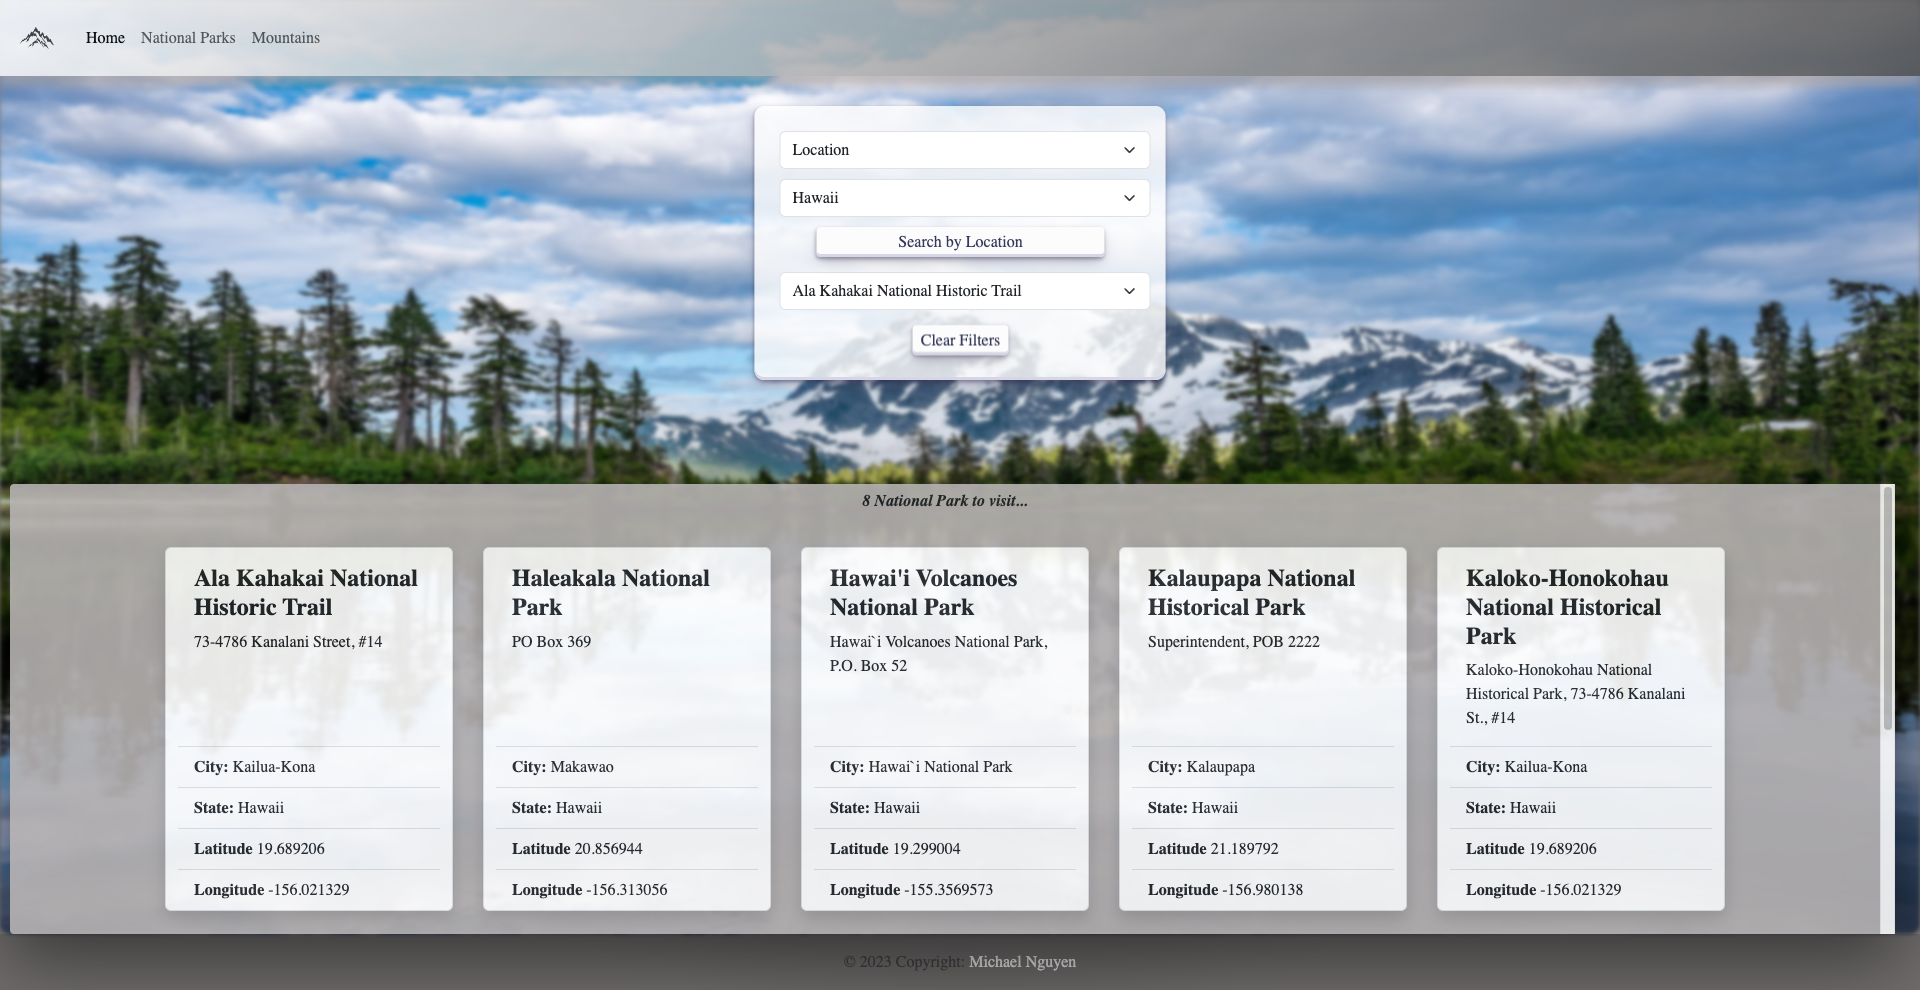 Home National Parks Mountains
Location
Hawaii
Search by Location
Ala Kahakai National Historic Trail
Clear Filters
8 National Park to visit...
Ala Kahakai National
Historic Trail
73-4786 Kanalani Street, #14
City: Kailua-Kona
State: Hawaii
Latitude 19.689206
Longitude -156.021329
Haleakala National
Park
PO Box 369
City: Makawao
State: Hawaii
Latitude 20.856944
Longitude -156.313056
Hawai'i Volcanoes
National Park
Hawai`i Volcanoes National Park,
P.O. Box 52
City: Hawai`i National Park
State: Hawaii
Latitude 19.299004
Longitude -155.3569573
Kalaupapa National
Historical Park
Superintendent, POB 2222
City: Kalaupapa
State: Hawaii
Latitude 21.189792
Longitude -156.980138
Kaloko-Honokohau
National Historical
Park
Kaloko-Honokohau National
Historical Park, 73-4786 Kanalani
St., #14
City: Kailua-Kona
State: Hawaii
Latitude 19.689206
Longitude -156.021329
© 2023 Copyright: Michael Nguyen